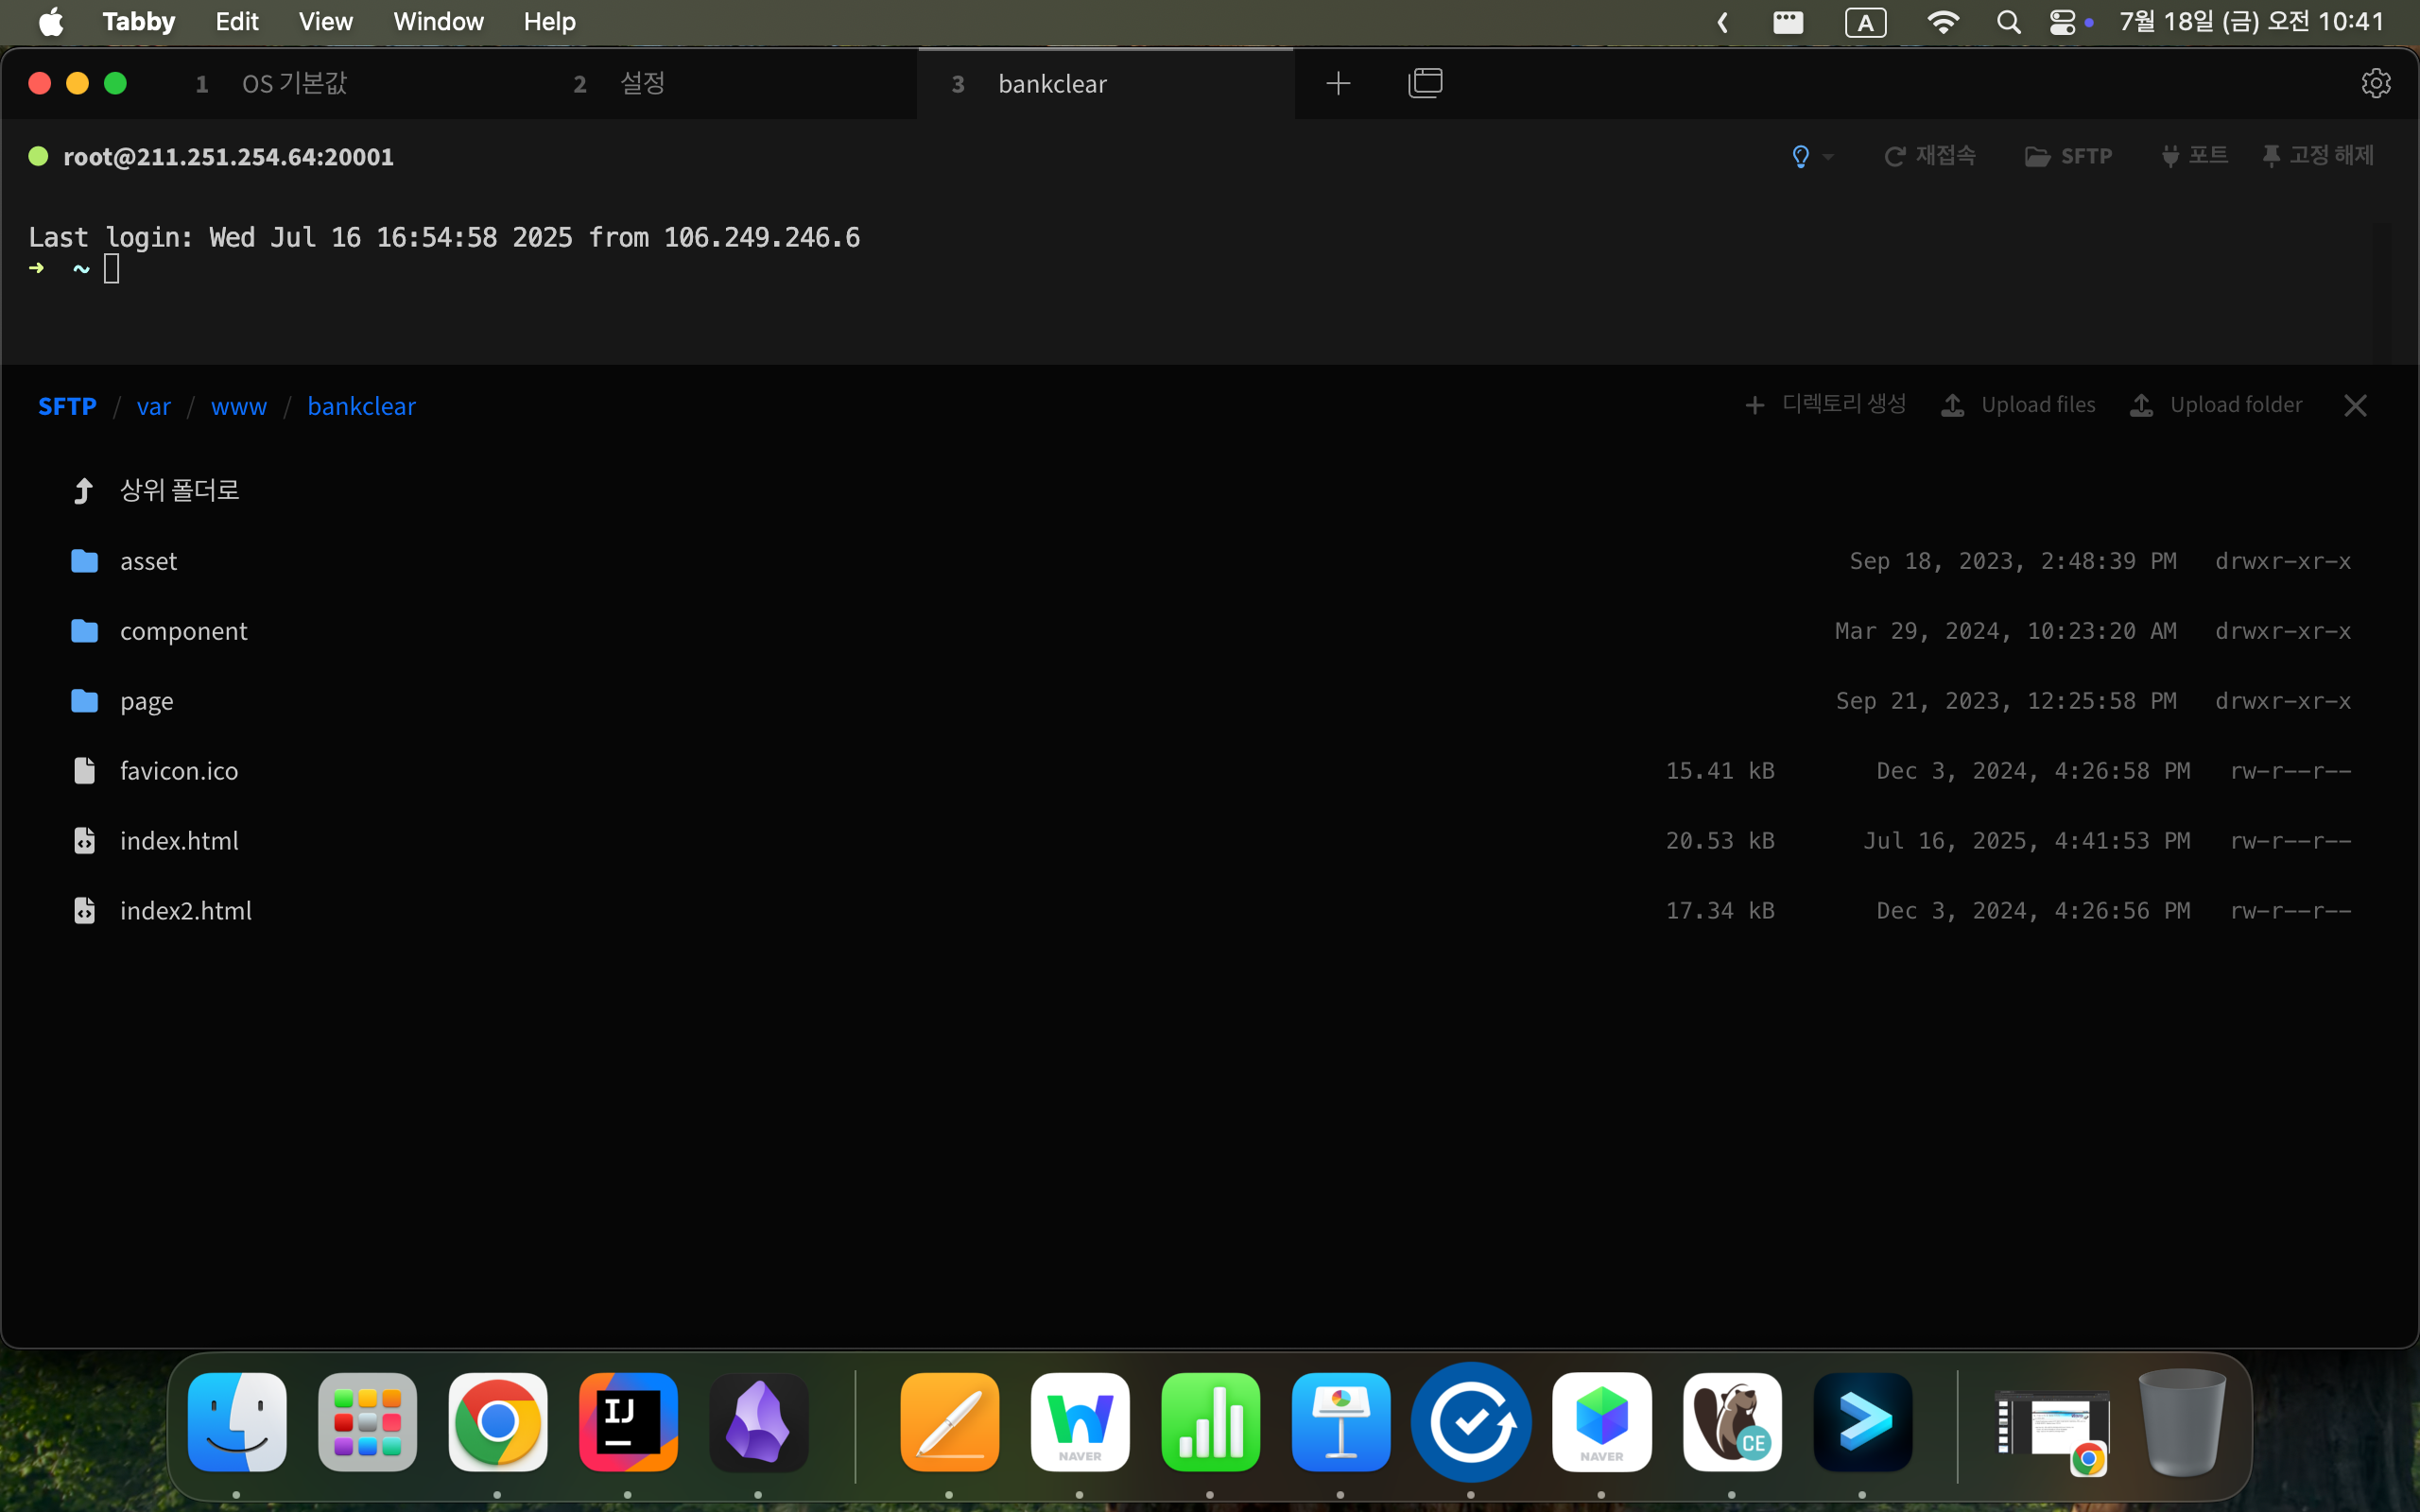 Tabby Edit View Window Help A 7월 18일 (금) 오전 10:41
1 OS 기본값 2 설정 3 bankclear
root@211.251.254.64:20001 재접속 SFTP 포트 고정 해제
Last login: Wed Jul 16 16:54:58 2025 from 106.249.246.6
➜ ~
SFTP / var / www / bankclear + 디렉토리 생성 Upload files Upload folder
상위 폴더로
asset Sep 18, 2023, 2:48:39 PM drwxr-xr-x
component Mar 29, 2024, 10:23:20 AM drwxr-xr-x
page Sep 21, 2023, 12:25:58 PM drwxr-xr-x
favicon.ico 15.41 kB Dec 3, 2024, 4:26:58 PM rw-r--r--
index.html 20.53 kB Jul 16, 2025, 4:41:53 PM rw-r--r--
index2.html 17.34 kB Dec 3, 2024, 4:26:56 PM rw-r--r--
IJ NAVER NAVER CE